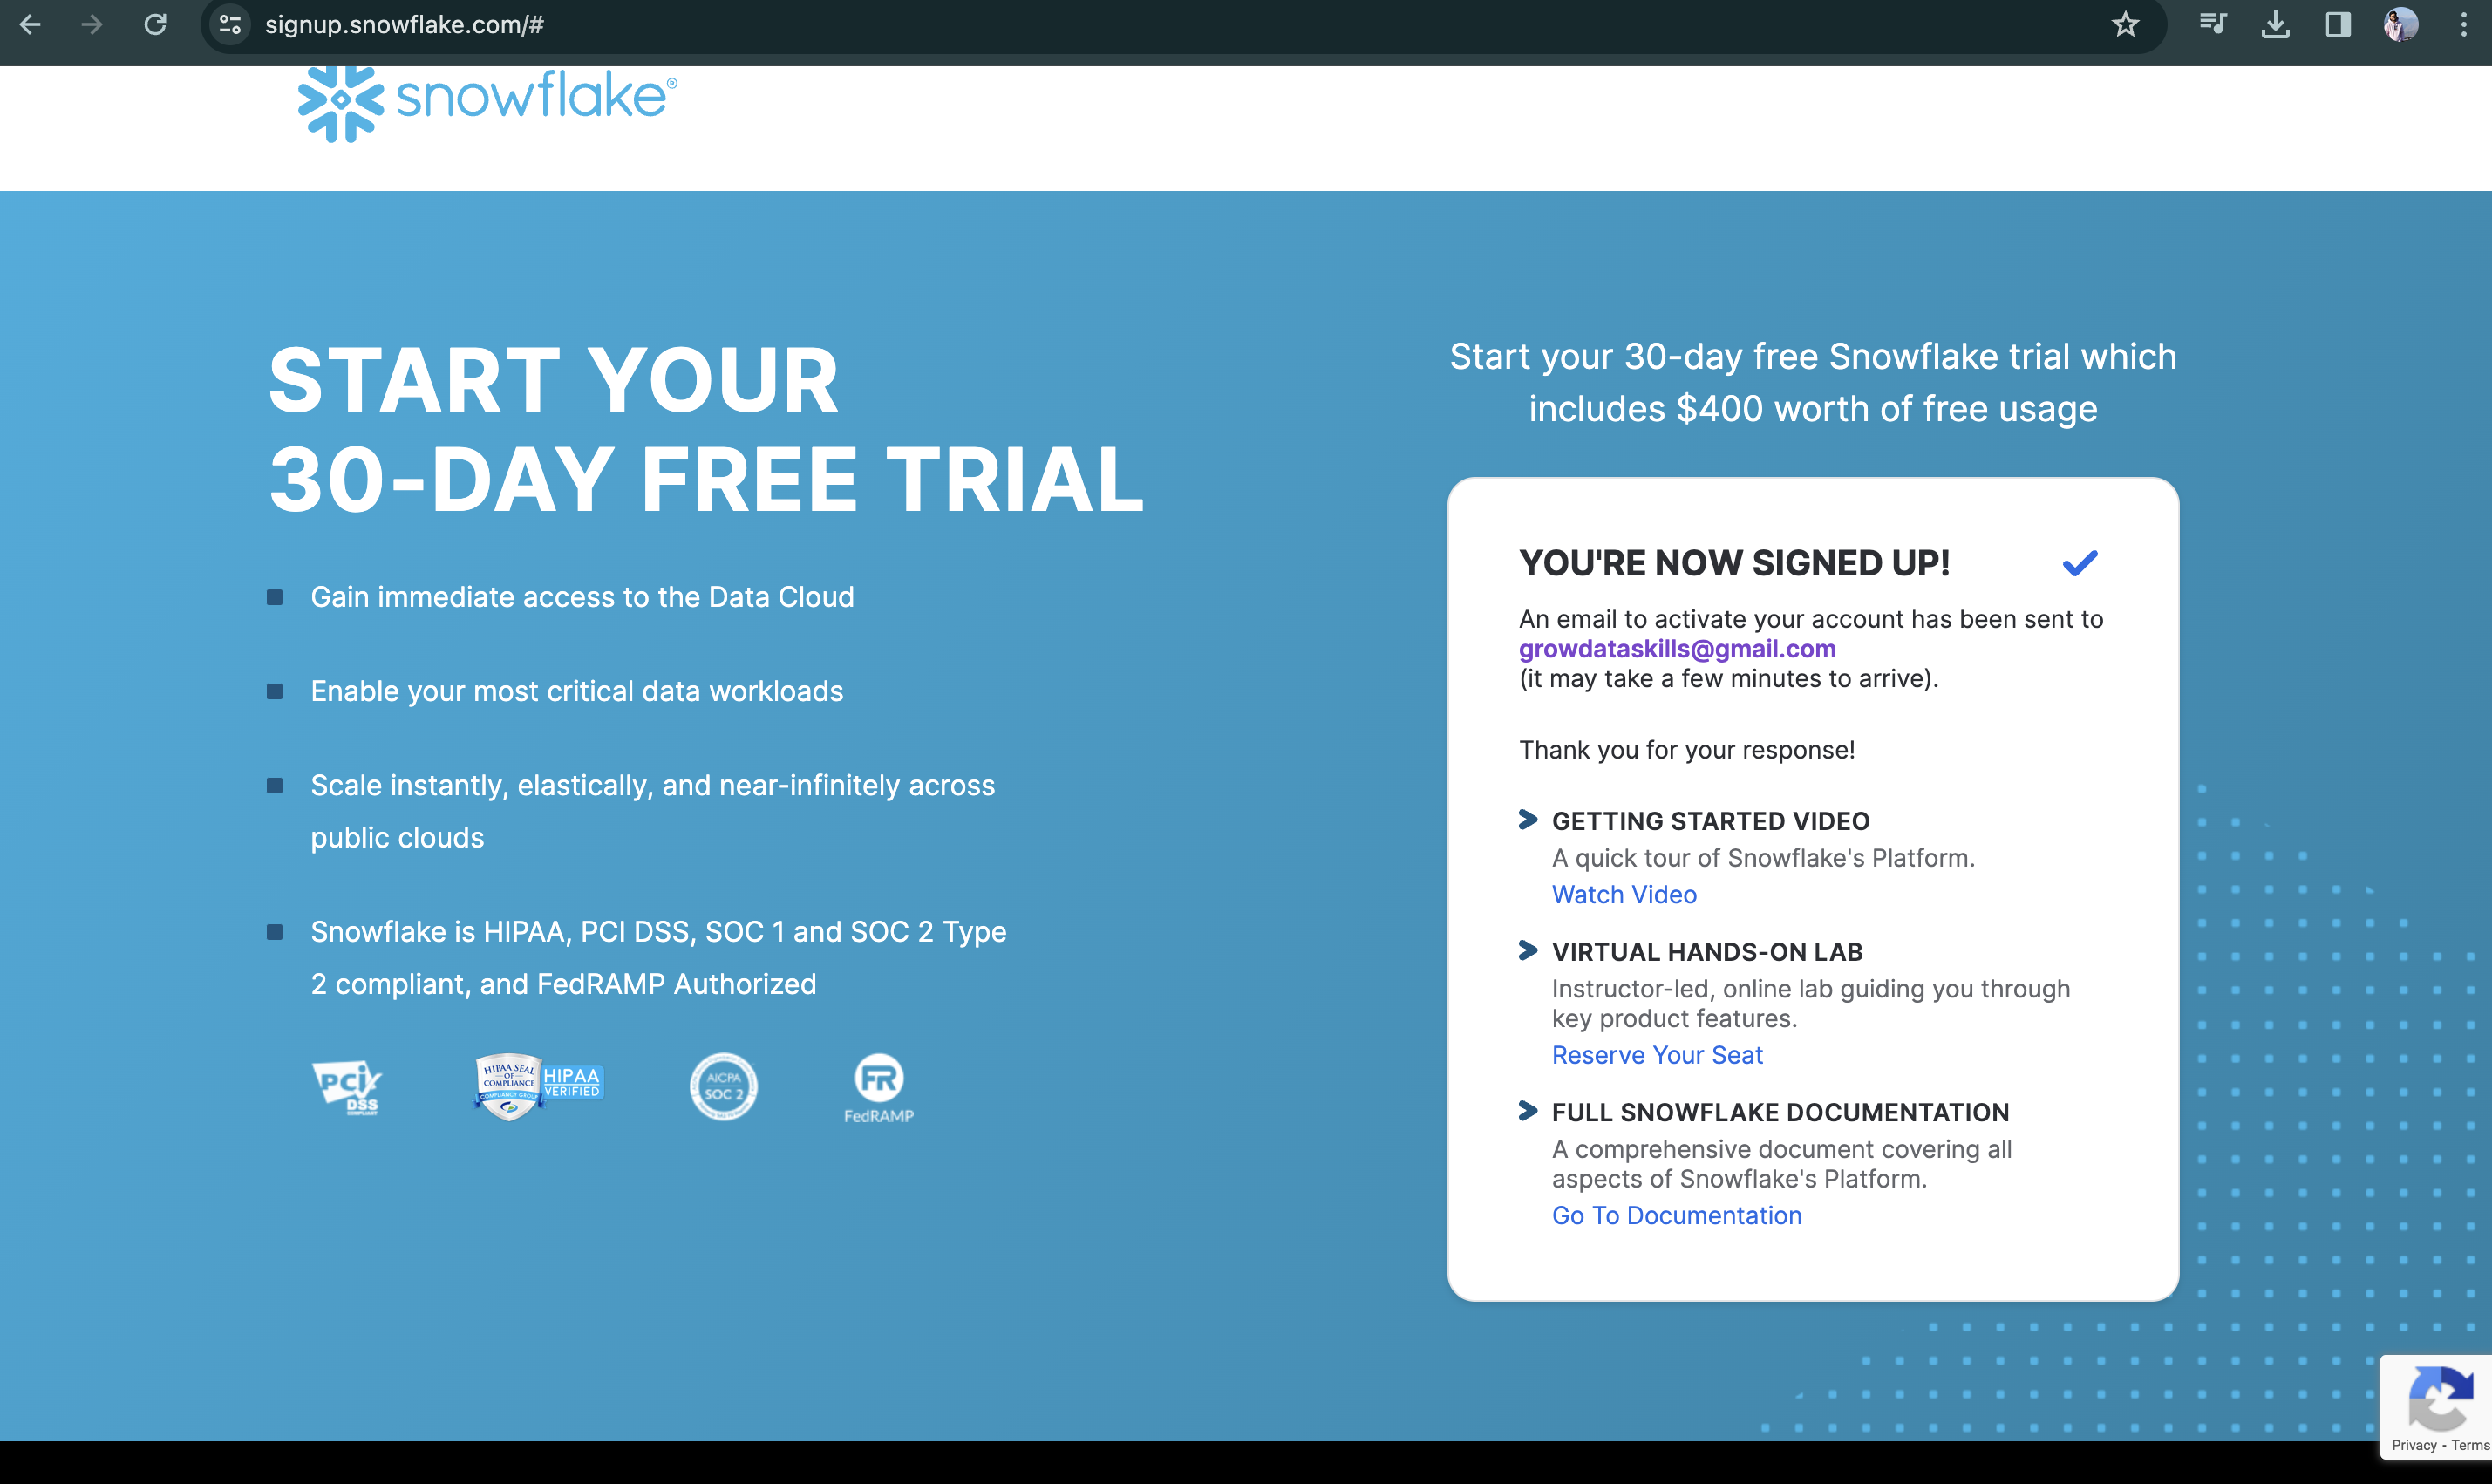 signup.snowflake.com/#
snowflake®
START YOUR
30-DAY FREE TRIAL
Gain immediate access to the Data Cloud
Enable your most critical data workloads
Scale instantly, elastically, and near-infinitely across
public clouds
Snowflake is HIPAA, PCI DSS, SOC 1 and SOC 2 Type
2 compliant, and FedRAMP Authorized
PCI
DSS
COMPLIANT
HIPAA SEAL
OF
COMPLIANCE
COMPLIANCY GROUP
HIPAA
VERIFIED
AICPA
SOC 2
FR
FedRAMP
Start your 30-day free Snowflake trial which
includes $400 worth of free usage
YOU'RE NOW SIGNED UP!
An email to activate your account has been sent to
growdataskills@gmail.com
(it may take a few minutes to arrive).
Thank you for your response!
GETTING STARTED VIDEO
A quick tour of Snowflake's Platform.
Watch Video
VIRTUAL HANDS-ON LAB
Instructor-led, online lab guiding you through
key product features.
Reserve Your Seat
FULL SNOWFLAKE DOCUMENTATION
A comprehensive document covering all
aspects of Snowflake's Platform.
Go To Documentation
Privacy - Terms